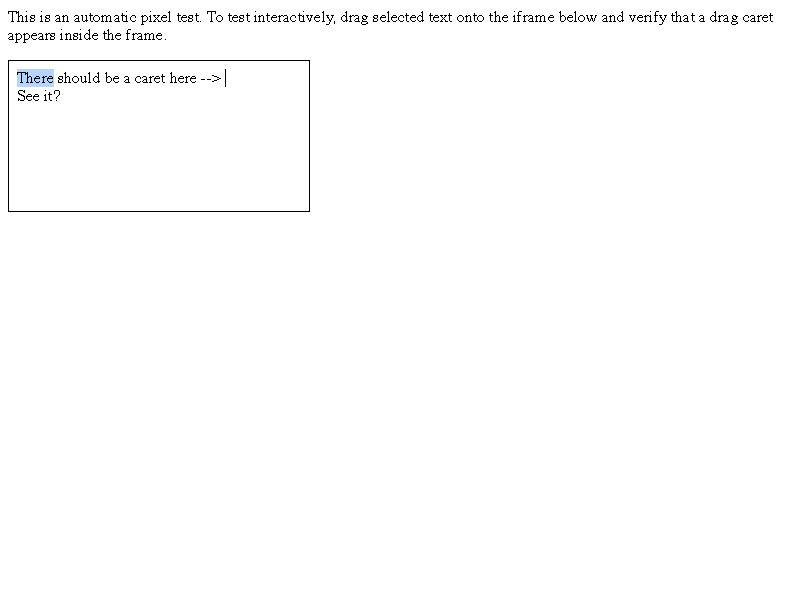 This is an automatic pixel test. To test interactively, drag selected text onto the iframe below and verify that a drag caret
appears inside the frame.
There should be a caret here -->
See it?